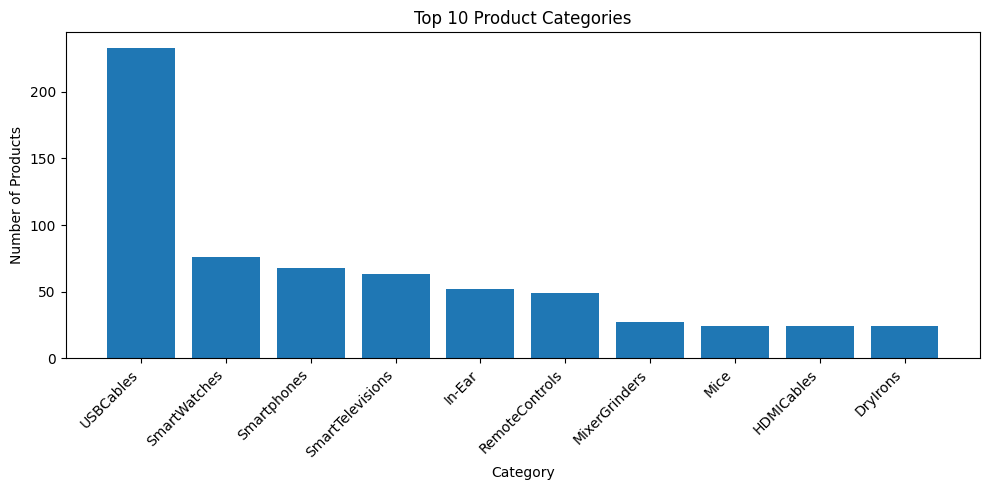 Top 10 Product Categories
Number of Products
200
150
100
50
0
USBCables
SmartWatches
Smartphones
SmartTelevisions
In-Ear
RemoteControls
MixerGrinders
Mice
HDMICables
DryIrons
Category